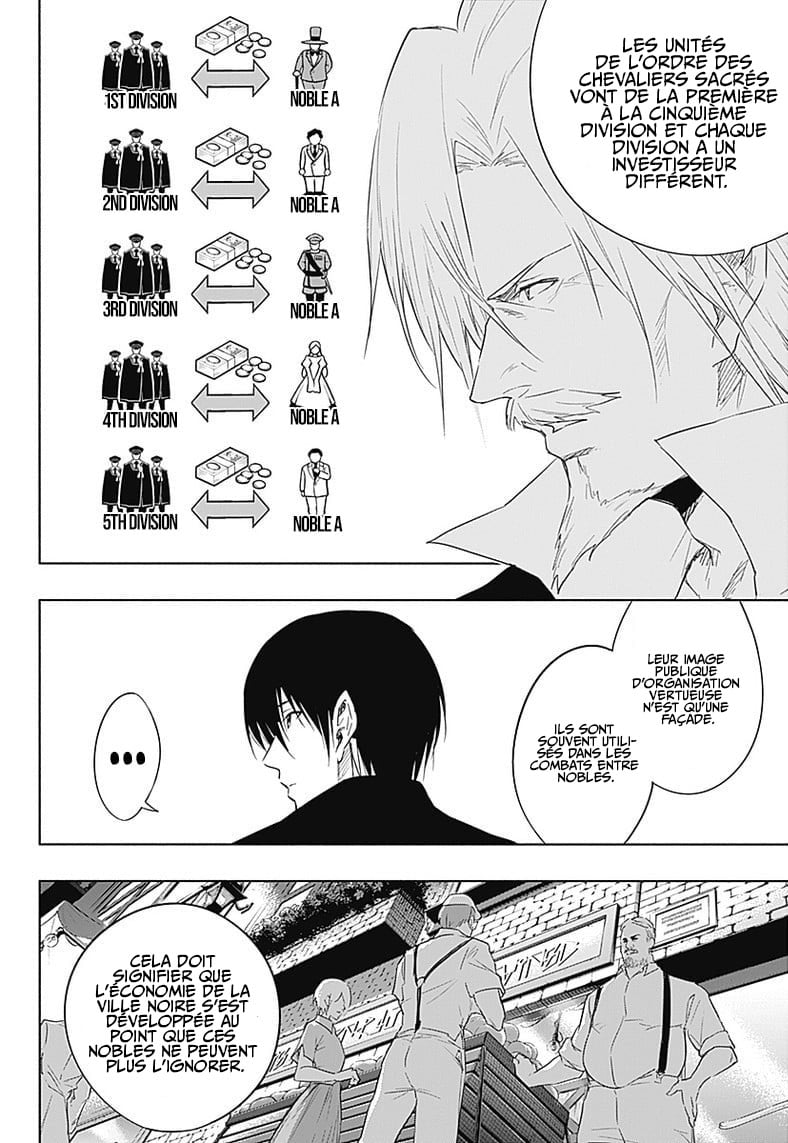 LES UNITÉS
DE L'ORDRE DES
CHEVALIERS SACRÉS
VONT DE LA PREMIÈRE
À LA CINQUIÈME
DIVISION ET CHAQUE
DIVISION A UN
INVESTISSEUR
DIFFÉRENT.
1ST DIVISION
NOBLE A
2ND DIVISION
NOBLE A
3RD DIVISION
NOBLE A
4TH DIVISION
NOBLE A
5TH DIVISION
NOBLE A
LEUR IMAGE
PUBLIQUE
D'ORGANISATION
VERTUEUSE
N'EST QU'UNE
FAÇADE.
ILS SONT
SOUVENT UTILI-
SÉS DANS LES
COMBATS ENTRE
NOBLES.
...
CELA DOIT
SIGNIFIER QUE
L'ÉCONOMIE DE LA
VILLE NOIRE S'EST
DÉVELOPPÉE AU
POINT QUE CES
NOBLES NE PEUVENT
PLUS L'IGNORER.